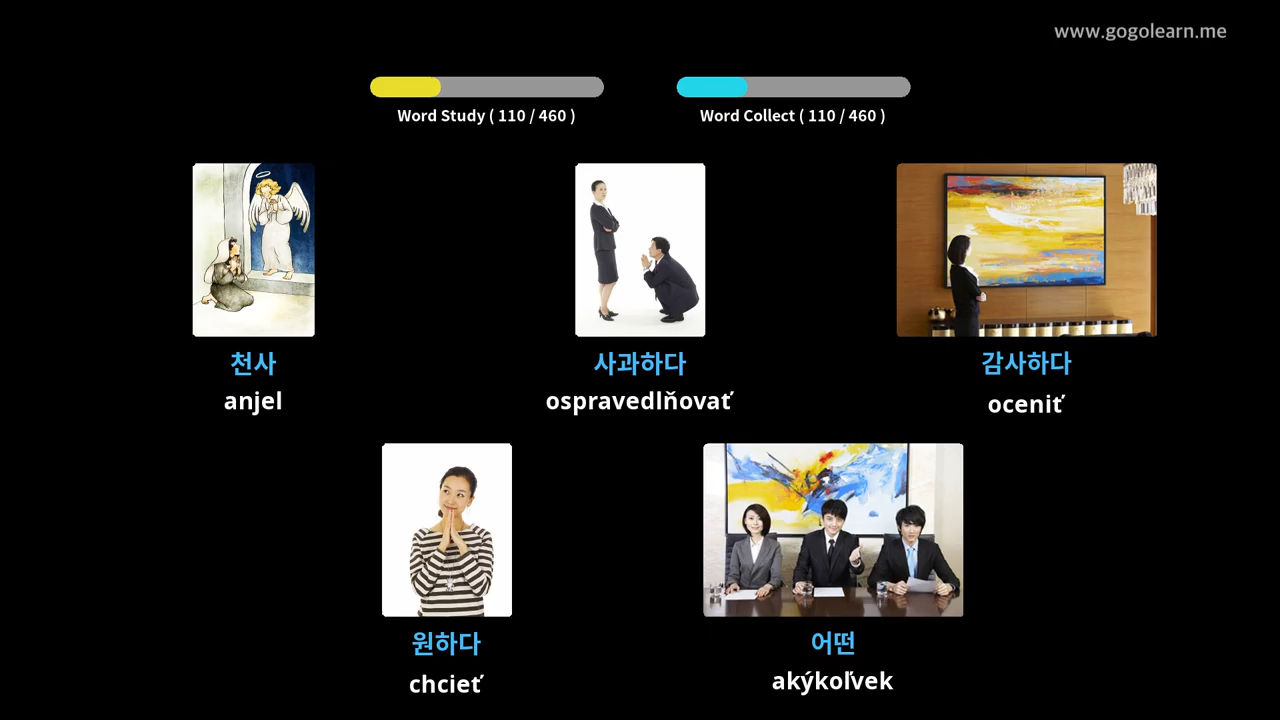 www.gogolearn.me
Word Study ( 110 / 460 )
Word Collect ( 110 / 460 )
천사
anjel
사과하다
ospravedlňovať
감사하다
oceniť
원하다
chcieť
어떤
akýkoľvek